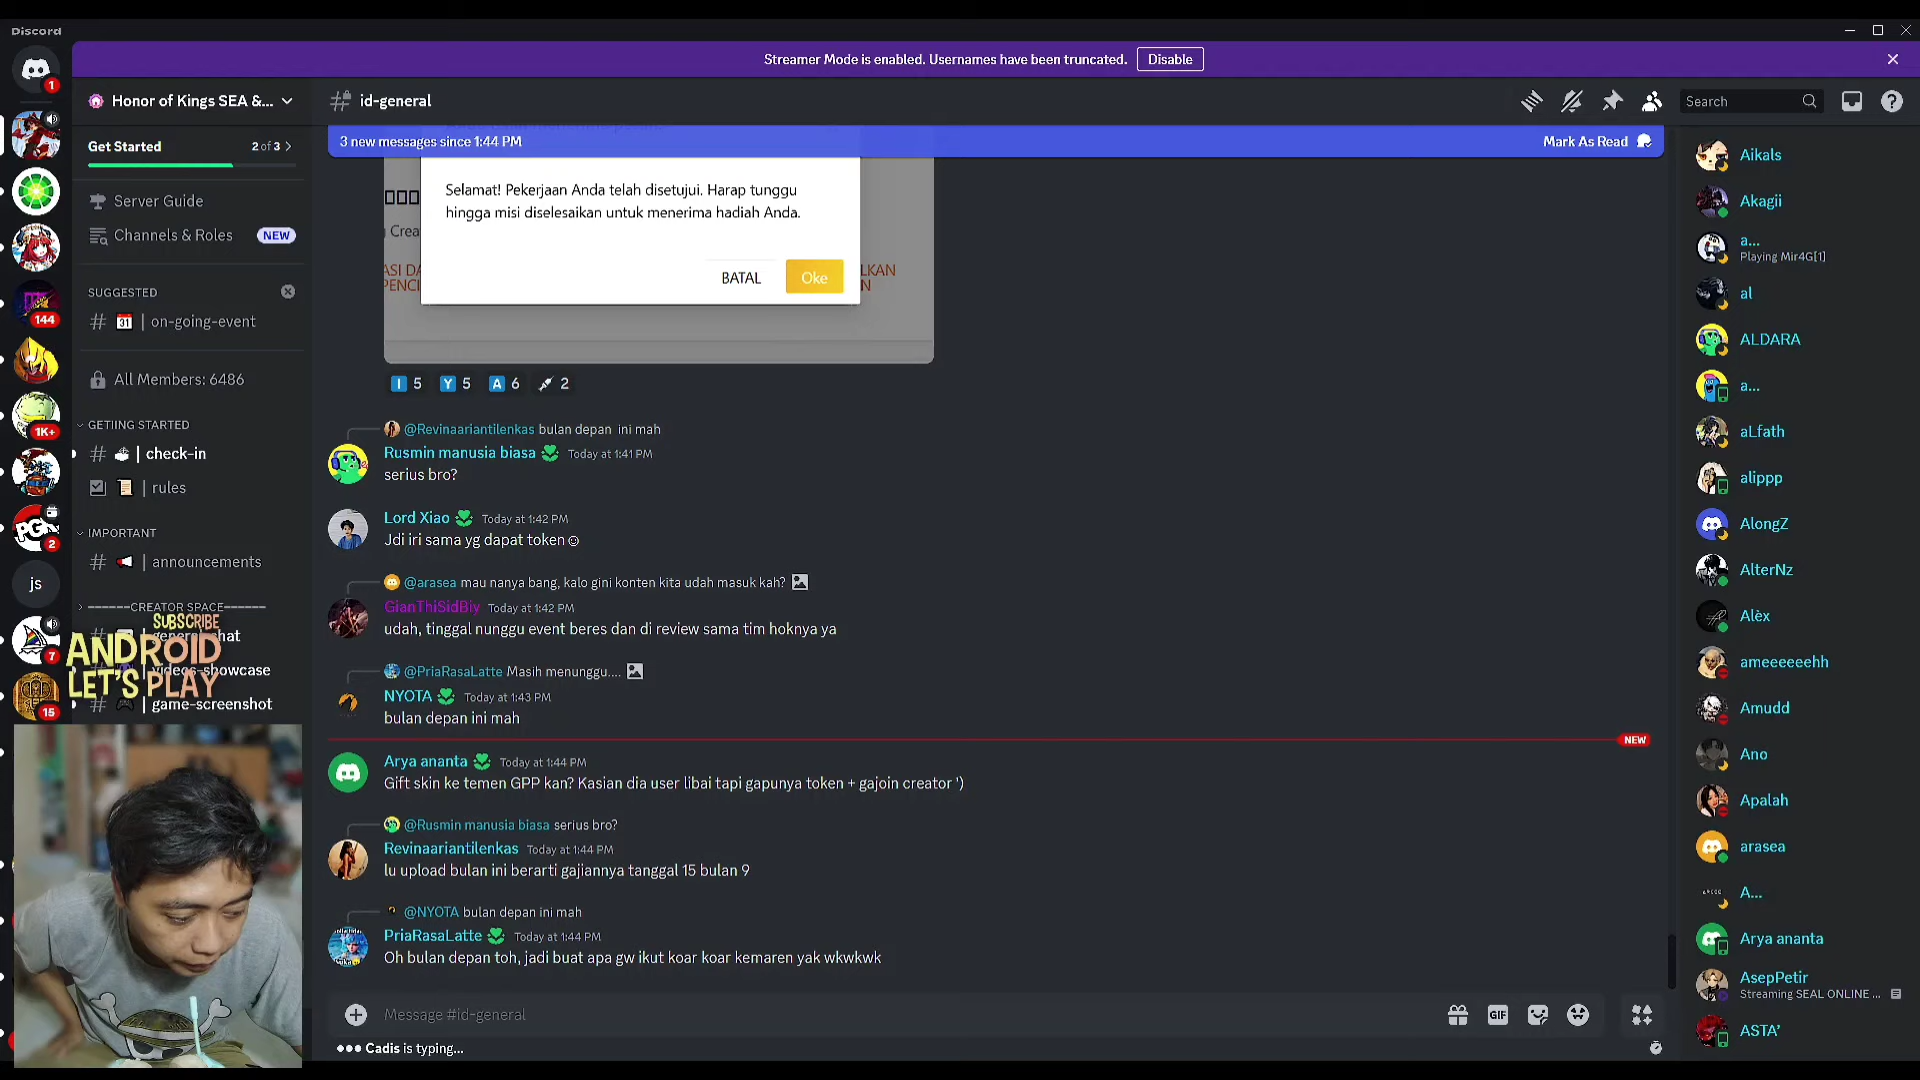 Discord
Streamer Mode is enabled. Usernames have been truncated.
Disable
1
Honor of Kings SEA &...
id-general
Search
Get Started
2 of 3
3 new messages since 1:44 PM
Mark As Read
Server Guide
Channels & Roles
NEW
SUGGESTED
31
on-going-event
All Members: 6486
GETTING STARTED
check-in
rules
IMPORTANT
announcements
------CREATOR SPACE------
videos-showcase
game-screenshot
144
1K+
PGN
2
js
7
15
SUBSCRIBE
ANDROID
LET'S PLAY
Selamat! Pekerjaan Anda telah disetujui. Harap tunggu
hingga misi diselesaikan untuk menerima hadiah Anda.
BATAL
Oke
I 5
Y 5
A 6
2
@Revinaariantilenkas bulan depan ini mah
Rusmin manusia biasa Today at 1:41 PM
serius bro?
Lord Xiao Today at 1:42 PM
Jdi iri sama yg dapat token☺
@arasea mau nanya bang, kalo gini konten kita udah masuk kah?
GianThiSidBiy Today at 1:42 PM
udah, tinggal nunggu event beres dan di review sama tim hoknya ya
@PriaRasaLatte Masih menunggu....
NYOTA Today at 1:43 PM
bulan depan ini mah
NEW
Arya ananta Today at 1:44 PM
Gift skin ke temen GPP kan? Kasian dia user libai tapi gapunya token + gajoin creator ')
@Rusmin manusia biasa serius bro?
Revinaariantilenkas Today at 1:44 PM
lu upload bulan ini berarti gajiannya tanggal 15 bulan 9
@NYOTA bulan depan ini mah
PriaRasaLatte Today at 1:44 PM
Oh bulan depan toh, jadi buat apa gw ikut koar koar kemaren yak wkwkwk
Message #id-general
GIF
Cadis is typing...
Aikals
Akagii
a...
Playing Mir4G[1]
al
ALDARA
a...
aLfath
alippp
AlongZ
AlterNz
Alèx
ameeeeeehh
Amudd
Ano
Apalah
arasea
A...
Arya ananta
AsepPetir
Streaming SEAL ONLINE ...
ASTA'